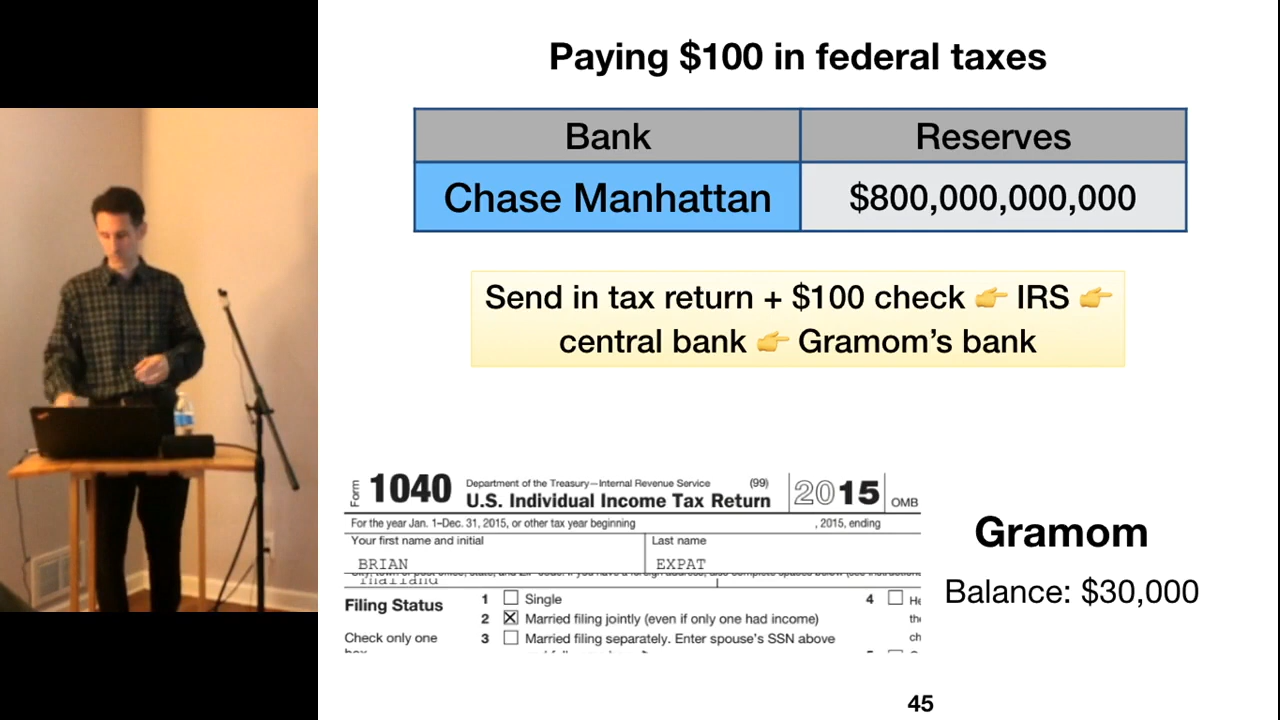 Paying $100 in federal taxes
Bank Reserves
Chase Manhattan $800,000,000,000
Send in tax return + $100 check 👉 IRS 👉
central bank 👉 Gramom's bank
Form 1040 Department of the Treasury—Internal Revenue Service (99)
U.S. Individual Income Tax Return 2015 OMB
For the year Jan. 1–Dec. 31, 2015, or other tax year beginning , 2015, ending
Your first name and initial Last name
BRIAN EXPAT
Thailand
Filing Status 1 Single 4
2 Married filing jointly (even if only one had income)
Check only one 3 Married filing separately. Enter spouse's SSN above
Gramom
Balance: $30,000
45